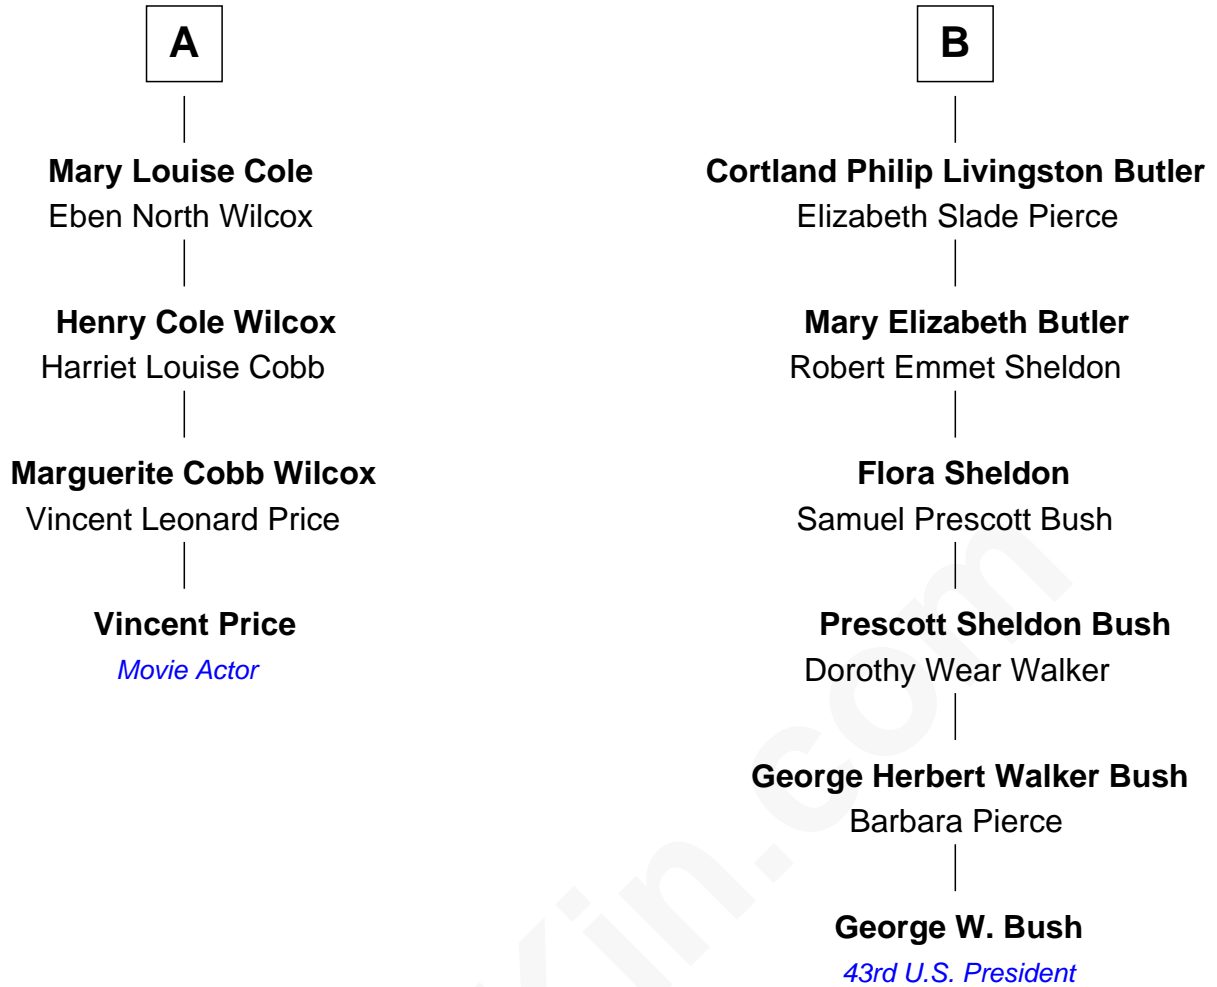 A
Mary Louise Cole
Eben North Wilcox
Henry Cole Wilcox
Harriet Louise Cobb
Marguerite Cobb Wilcox
Vincent Leonard Price
Vincent Price
Movie Actor
B
Cortland Philip Livingston Butler
Elizabeth Slade Pierce
Mary Elizabeth Butler
Robert Emmet Sheldon
Flora Sheldon
Samuel Prescott Bush
Prescott Sheldon Bush
Dorothy Wear Walker
George Herbert Walker Bush
Barbara Pierce
George W. Bush
43rd U.S. President
Kin.com